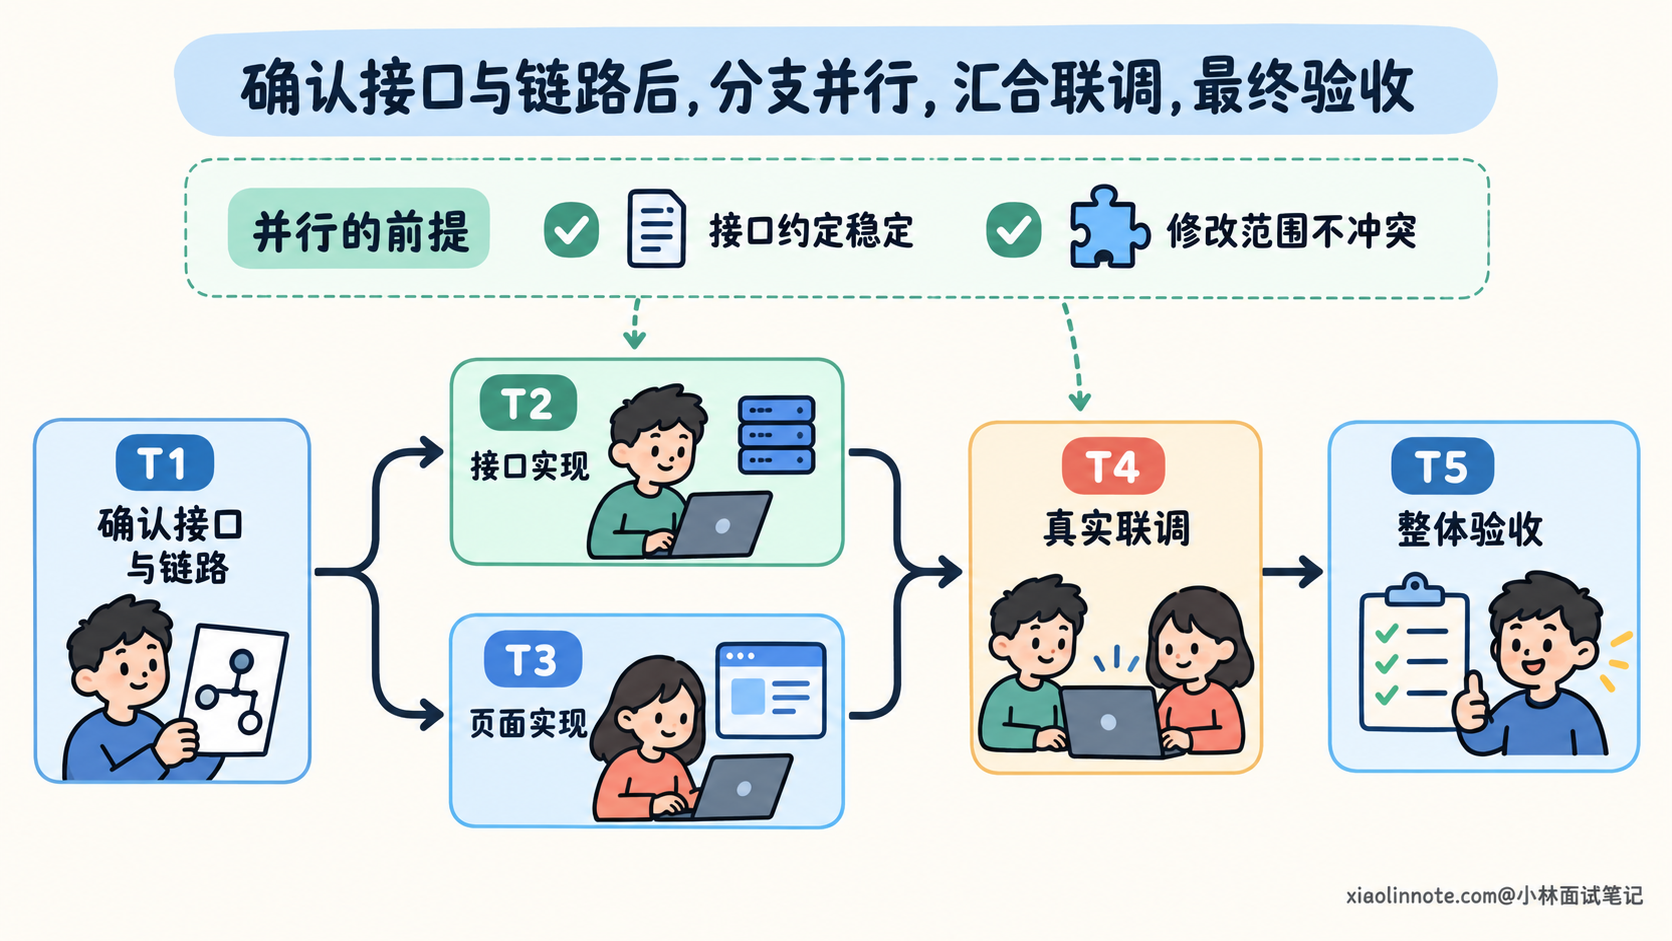 确认接口与链路后,分支并行,汇合联调,最终验收
并行的前提
接口约定稳定
修改范围不冲突
T1
确认接口
与链路
T2
接口实现
T3
页面实现
T4
真实联调
T5
整体验收
xiaolinnote.com@小林面试笔记